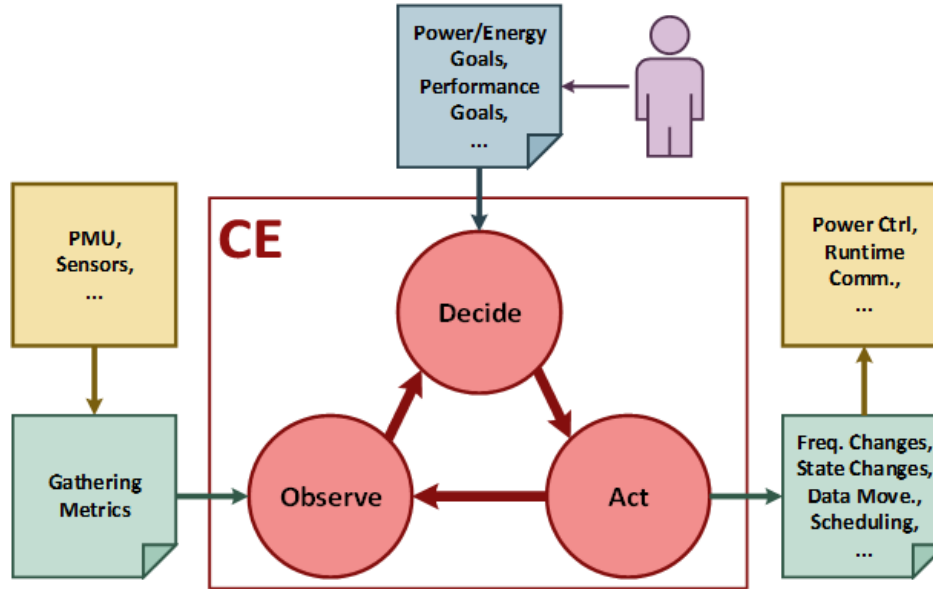 Power/Energy
Goals,
Performance
Goals,
...
CE
PMU,
Sensors,
...
Decide
Power Ctrl,
Runtime
Comm.,
...
Gathering
Metrics
Observe
Act
Freq. Changes,
State Changes,
Data Move.,
Scheduling,
...